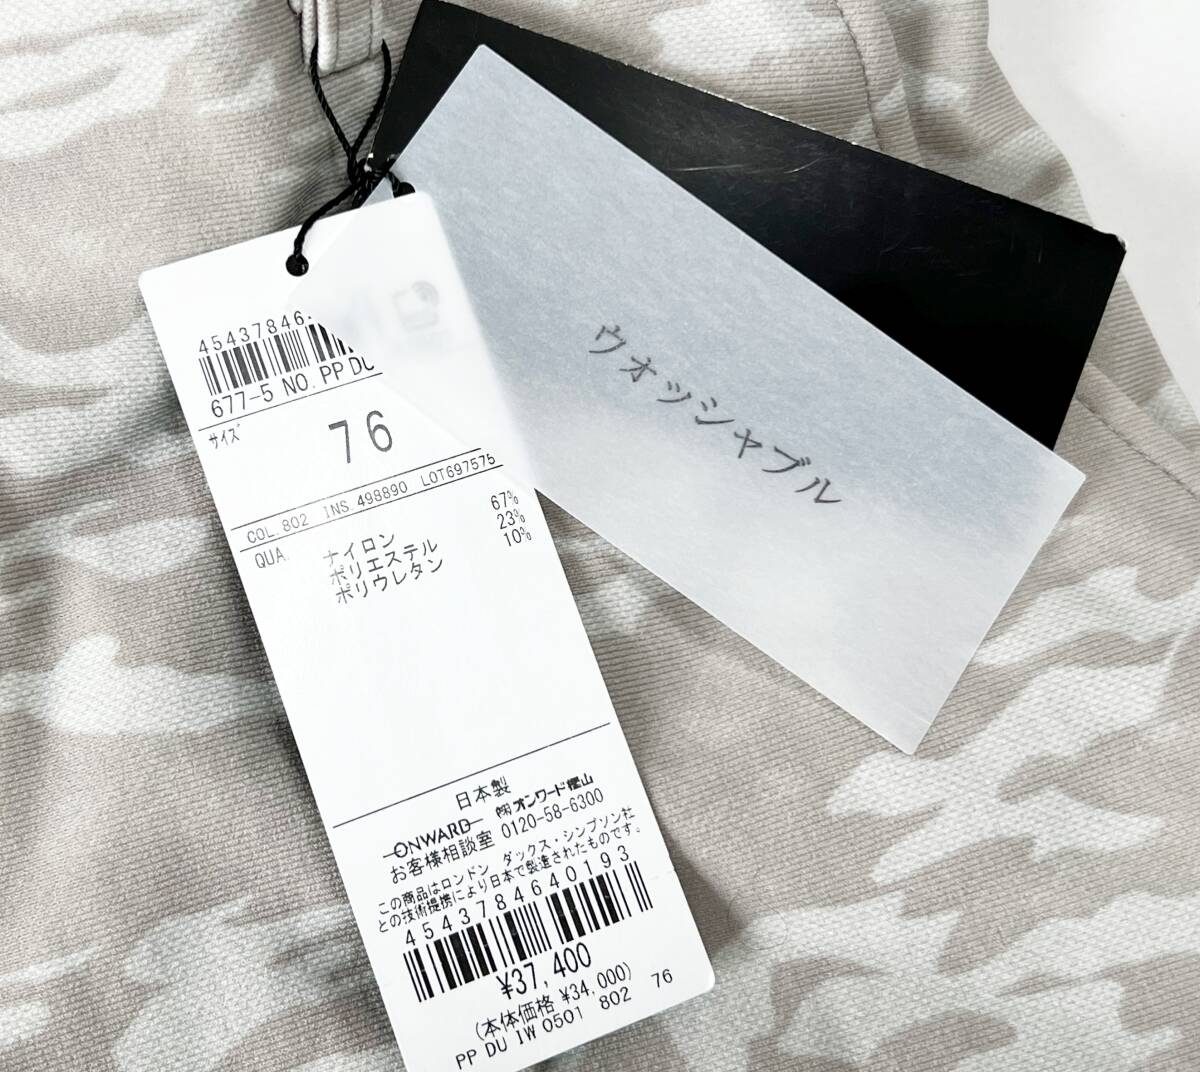 45437846
677-5 NO. PP DU
サイズ
76
COL. 802 INS. 498890 LOT697575
QUA. ナイロン 67%
ポリエステル 23%
ポリウレタン 10%
日本製
ONWARD ㈱オンワード樫山
お客様相談室 0120-58-6300
この商品はロンドン ダックス・シンプソン社
との技術提携により日本で製造されたものです。
4543784640193
¥37,400
(本体価格 ¥34,000)
PP DU IW 0501 802 76
ウオッシャブル